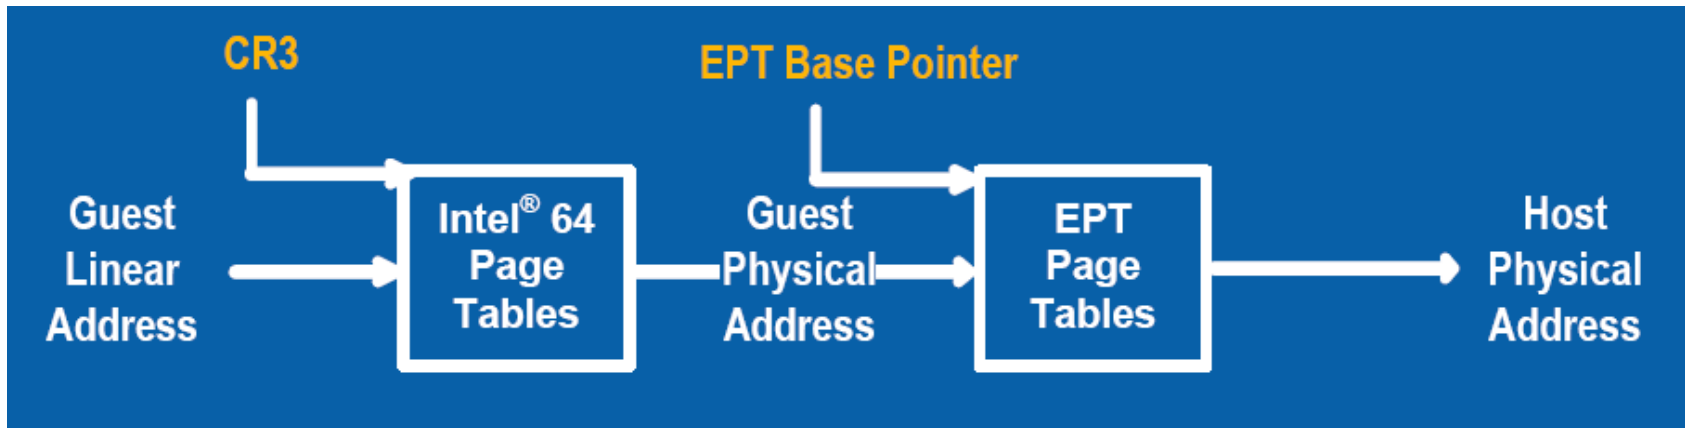 CR3
EPT Base Pointer
Guest
Linear
Address
Intel® 64
Page
Tables
Guest
Physical
Address
EPT
Page
Tables
Host
Physical
Address